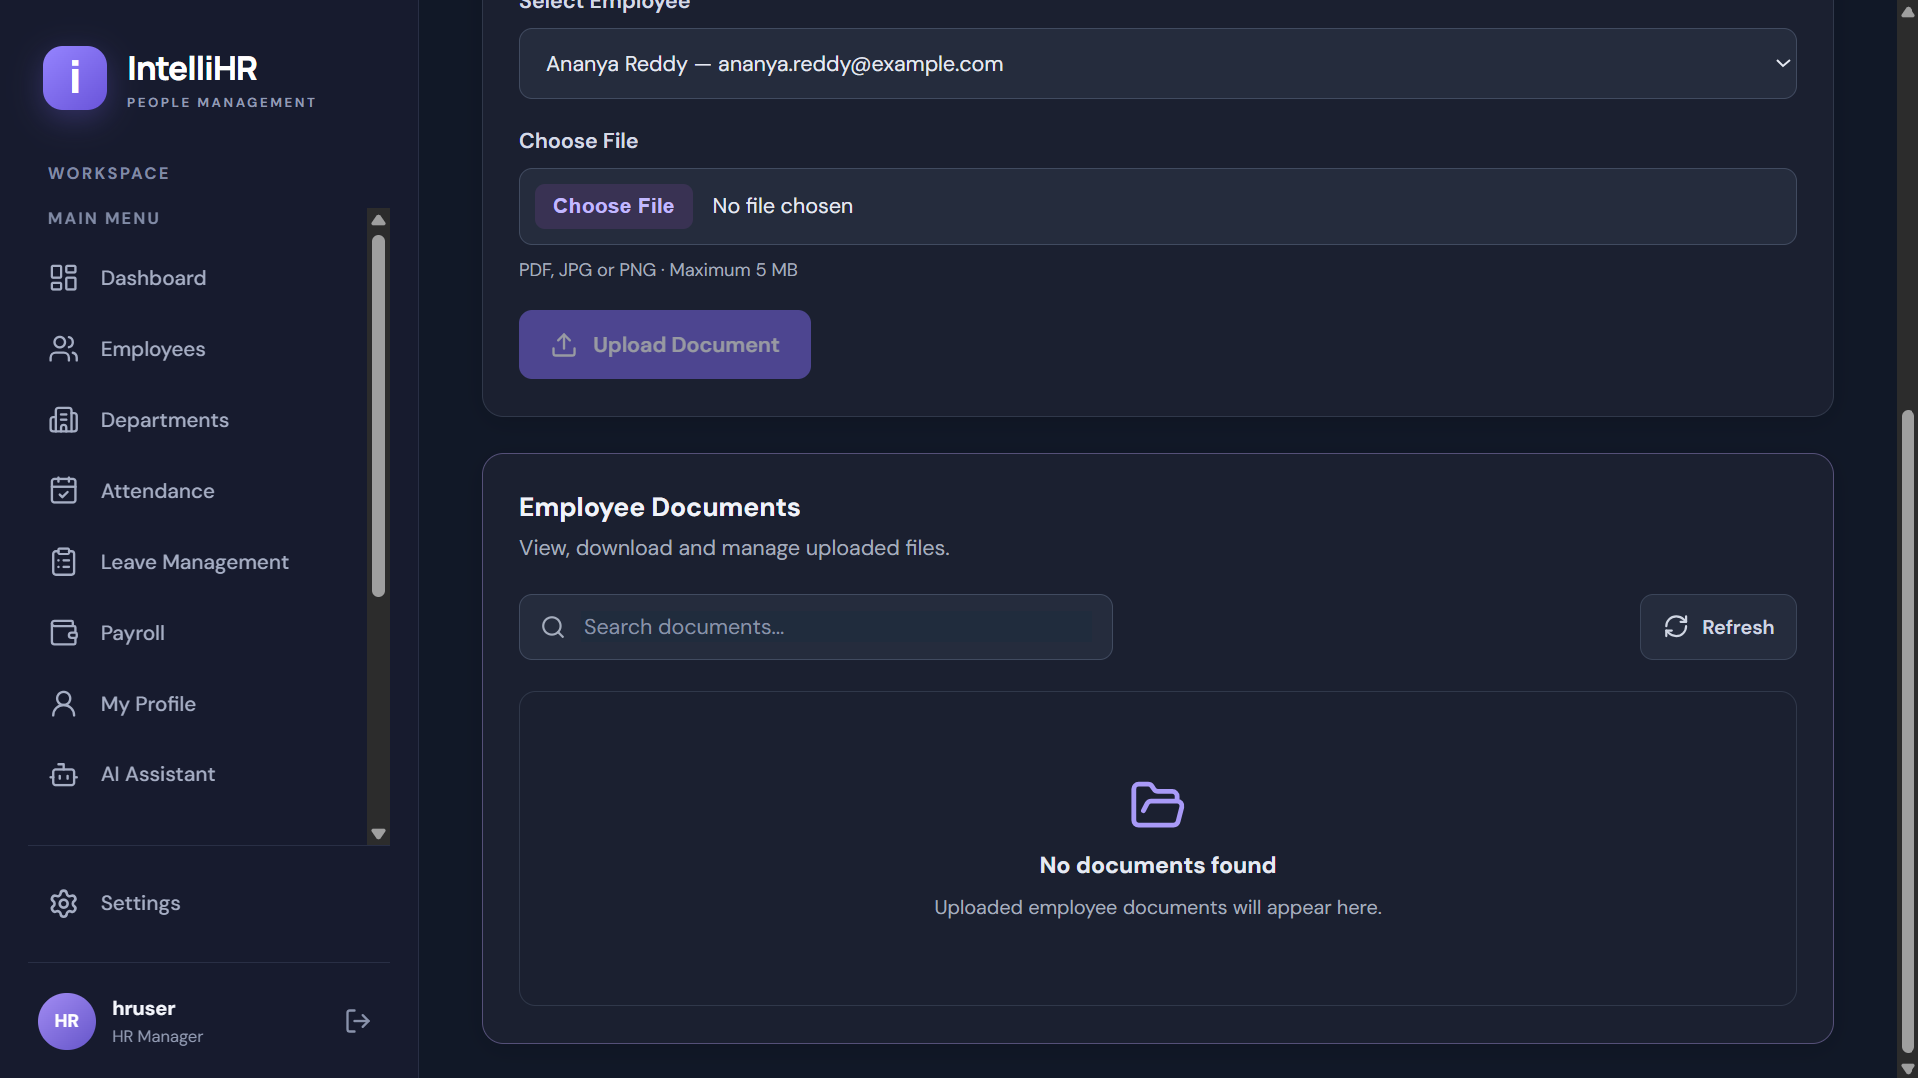 i
IntelliHR
PEOPLE MANAGEMENT
WORKSPACE
MAIN MENU
Dashboard
Employees
Departments
Attendance
Leave Management
Payroll
My Profile
AI Assistant
Settings
HR
hruser
HR Manager
Select Employee
Ananya Reddy — ananya.reddy@example.com
Choose File
Choose File No file chosen
PDF, JPG or PNG · Maximum 5 MB
Upload Document
Employee Documents
View, download and manage uploaded files.
Search documents...
Refresh
No documents found
Uploaded employee documents will appear here.